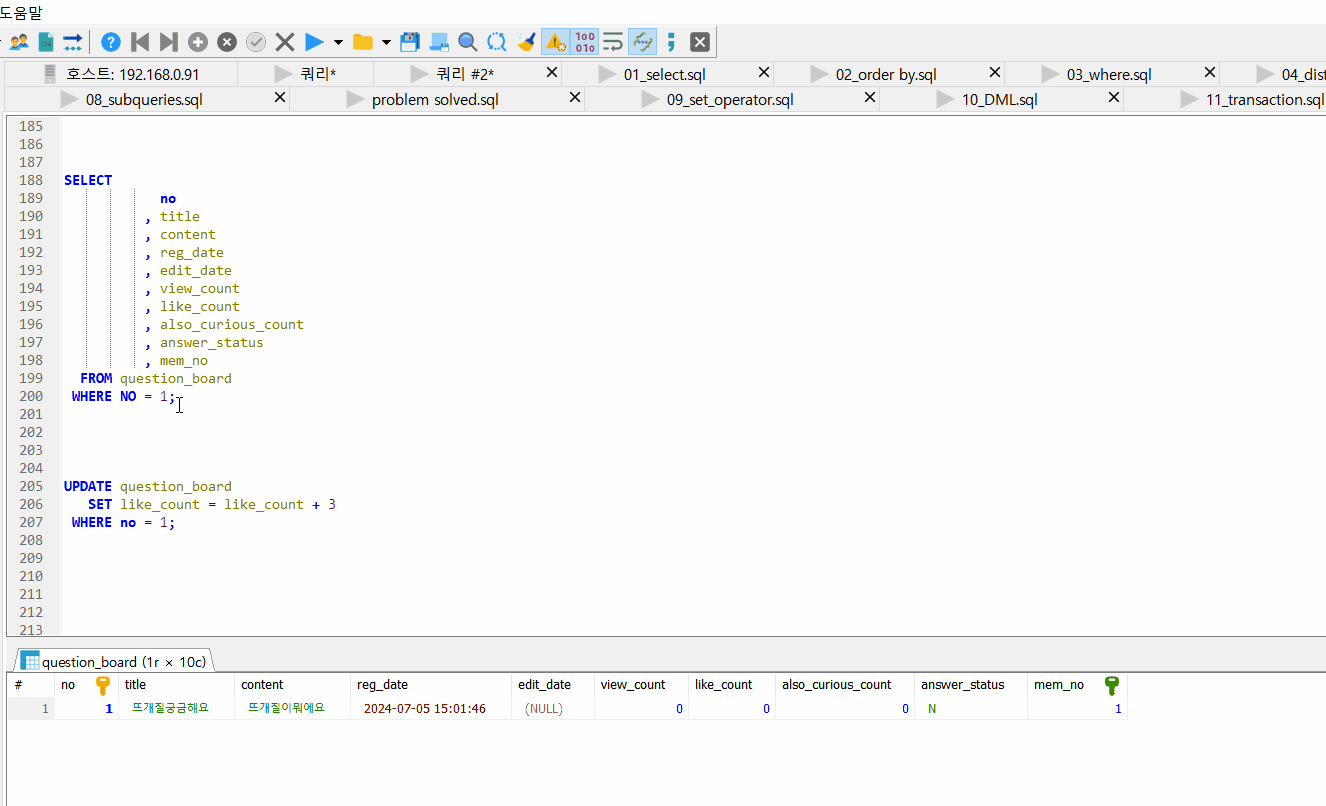 도움말
호스트: 192.168.0.91 쿼리* 쿼리 #2* 01_select.sql 02_order by.sql 03_where.sql 04_dist
08_subqueries.sql problem solved.sql 09_set_operator.sql 10_DML.sql 11_transaction.sql
185
186
187
188 SELECT
189 no
190 , title
191 , content
192 , reg_date
193 , edit_date
194 , view_count
195 , like_count
196 , also_curious_count
197 , answer_status
198 , mem_no
199 FROM question_board
200 WHERE NO = 1;
201
202
203
204
205 UPDATE question_board
206 SET like_count = like_count + 3
207 WHERE no = 1;
208
209
210
211
212
213
question_board (1r × 10c)
# no title content reg_date edit_date view_count like_count also_curious_count answer_status mem_no
1 1 뜨개질궁금해요 뜨개질이뭐에요 2024-07-05 15:01:46 (NULL) 0 0 0 N 1